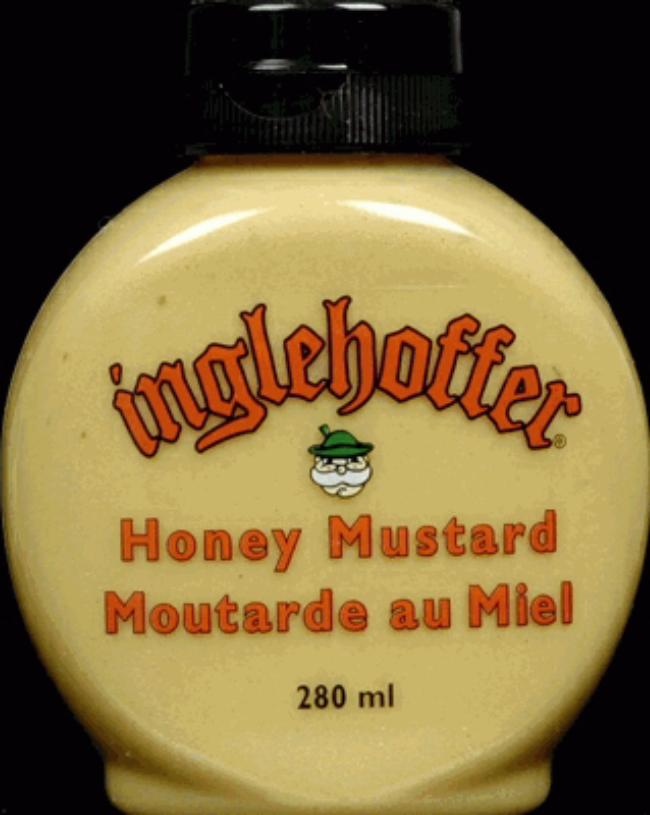 inglehoffer®
Honey Mustard
Moutarde au Miel
280 ml